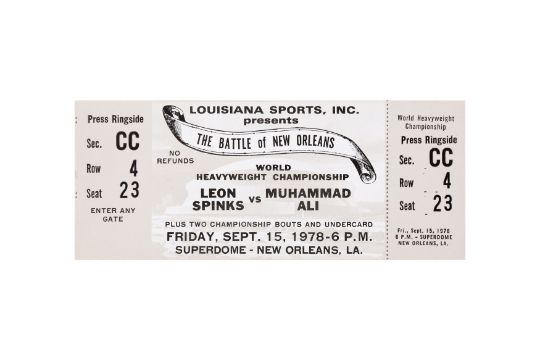 Press Ringside
Sec. CC
Row 4
Seat 23
ENTER ANY
GATE
LOUISIANA SPORTS, INC.
presents
THE BATTLE of NEW ORLEANS
NO
REFUNDS
WORLD
HEAVYWEIGHT CHAMPIONSHIP
LEON SPINKS vs MUHAMMAD ALI
PLUS TWO CHAMPIONSHIP BOUTS AND UNDERCARD
FRIDAY, SEPT. 15, 1978-6 P.M.
SUPERDOME - NEW ORLEANS, LA.
World Heavyweight
Championship
Press Ringside
Sec. CC
Row 4
Seat 23
Fri., Sept. 15, 1978
6 P.M. - SUPERDOME
NEW ORLEANS, LA.